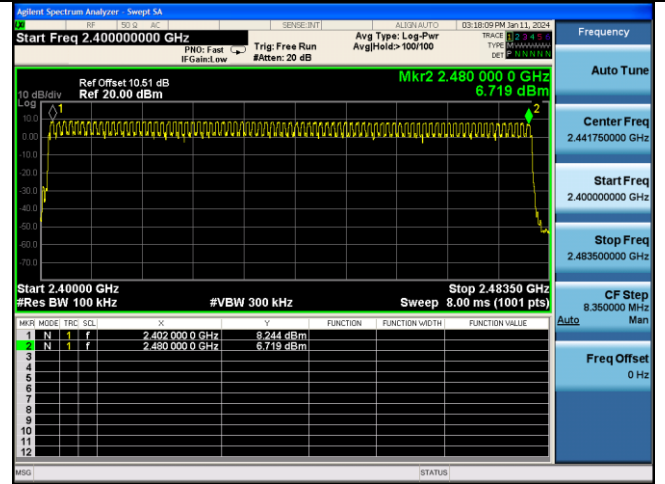 Agilent Spectrum Analyzer - Swept SA
RF 50 Ω AC SENSE:INT ALIGN AUTO 03:18:09 PM Jan 11, 2024
Start Freq 2.400000000 GHz
PNO: Fast
IFGain:Low
Trig: Free Run
#Atten: 20 dB
Avg Type: Log-Pwr
Avg|Hold:>100/100
TRACE 1 2 3 4 5 6
TYPE MWWWWW
DET P NNNNN
Ref Offset 10.51 dB
Ref 20.00 dBm
10 dB/div
Log
Mkr2 2.480 000 0 GHz
6.719 dBm
1
2
10.0
0.00
-10.0
-20.0
-30.0
-40.0
-50.0
-60.0
-70.0
Start 2.40000 GHz Stop 2.48350 GHz
#Res BW 100 kHz #VBW 300 kHz Sweep 8.00 ms (1001 pts)
MKR MODE TRC SCL X Y FUNCTION FUNCTION WIDTH FUNCTION VALUE
1 N 1 f 2.402 000 0 GHz 8.244 dBm
2 N 1 f 2.480 000 0 GHz 6.719 dBm
3
4
5
6
7
8
9
10
11
12
MSG STATUS
Frequency
Auto Tune
Center Freq
2.441750000 GHz
Start Freq
2.400000000 GHz
Stop Freq
2.483500000 GHz
CF Step
8.350000 MHz
Auto Man
Freq Offset
0 Hz